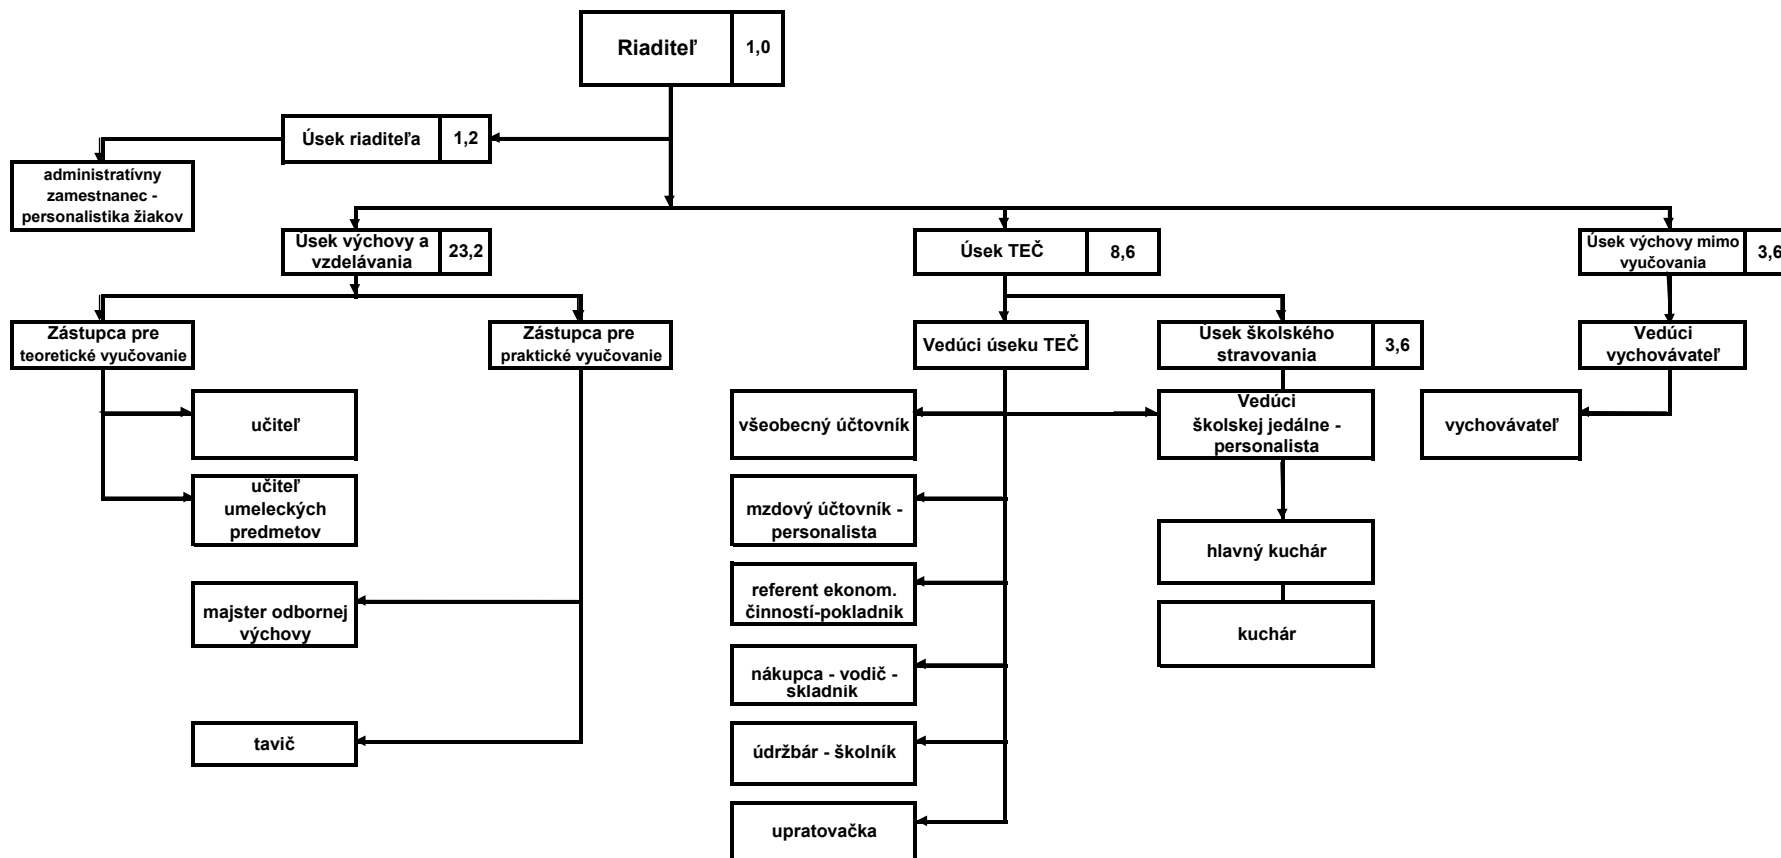 Riaditeľ
1,0
Úsek riaditeľa
1,2
administratívny
zamestnanec -
personalistika žiakov
Úsek výchovy a
vzdelávania
23,2
Úsek TEČ
8,6
Úsek výchovy mimo
vyučovania
3,6
Zástupca pre
teoretické vyučovanie
Zástupca pre
praktické vyučovanie
Vedúci úseku TEČ
Úsek školského
stravovania
3,6
Vedúci
vychovávateľ
učiteľ
všeobecný účtovník
Vedúci
školskej jedálne -
personalista
vychovávateľ
učiteľ
umeleckých
predmetov
mzdový účtovník -
personalista
hlavný kuchár
majster odbornej
výchovy
referent ekonom.
činností-pokladnik
kuchár
nákupca - vodič -
skladnik
tavič
údržbár - školník
upratovačka